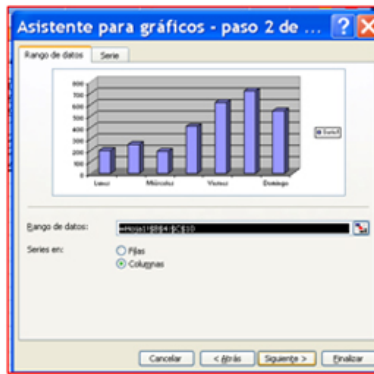 Asistente para gráficos - paso 2 de ...
Rango de datos Serie
800
700
600
500
400
300
200
100
0
Lunes Miércoles Viernes Domingo
Serie1
Rango de datos: =Hoja1!$B$4:$C$10
Series en: Filas
Columnas
Cancelar < Atrás Siguiente > Finalizar